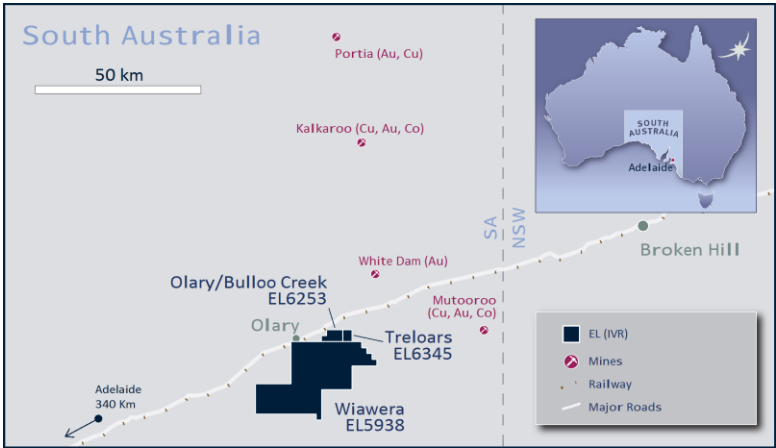 South Australia
50 km
Portia (Au, Cu)
Kalkaroo (Cu, Au, Co)
SOUTH
AUSTRALIA
Adelaide
SA
NSW
Broken Hill
White Dam (Au)
Olary/Bulloo Creek
EL6253
Mutooroo
(Cu, Au, Co)
Olary
Treloars
EL6345
Adelaide
340 Km
Wiawera
EL5938
EL (IVR)
Mines
Railway
Major Roads